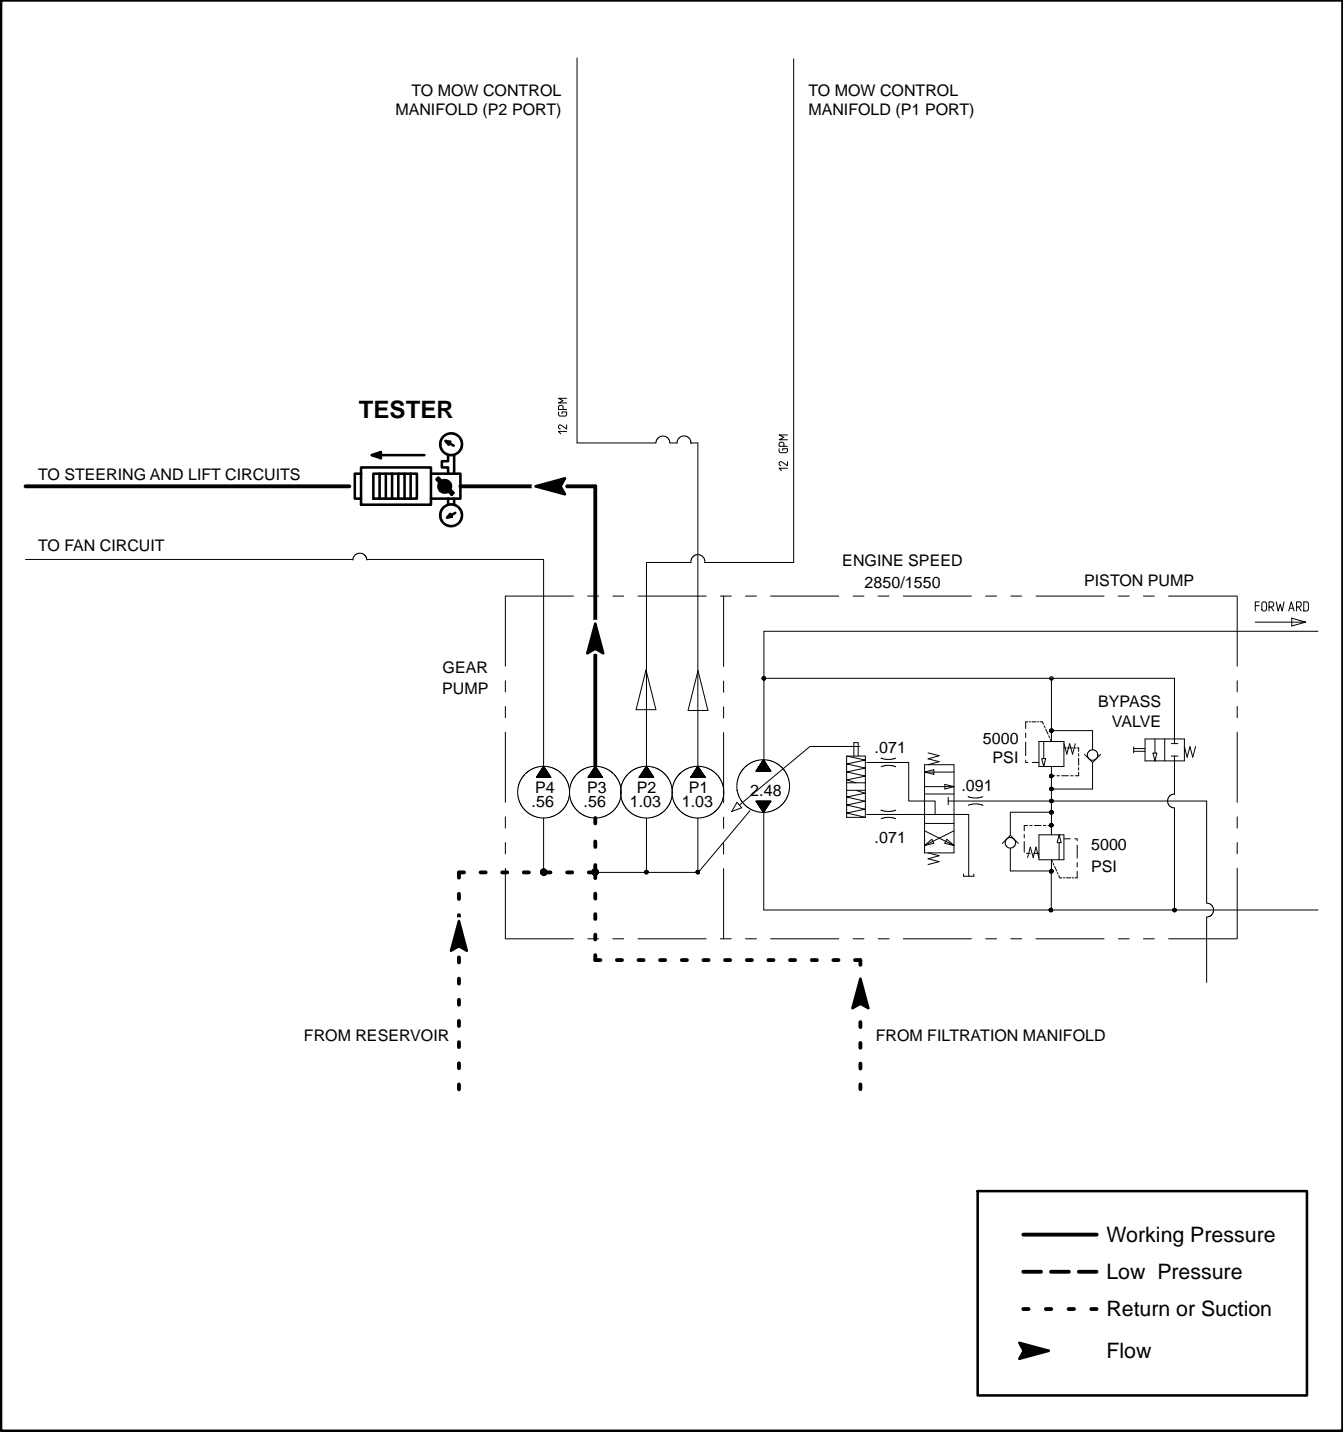 TO MOW CONTROL
MANIFOLD (P2 PORT)
TO MOW CONTROL
MANIFOLD (P1 PORT)
TESTER
12 GPM
12 GPM
TO STEERING AND LIFT CIRCUITS
TO FAN CIRCUIT
ENGINE SPEED
2850/1550
PISTON PUMP
FORW ARD
GEAR
PUMP
BYPASS
VALVE
5000
PSI
.071
.091
P4
.56
P3
.56
P2
1.03
P1
1.03
2.48
.071
5000
PSI
FROM RESERVOIR
FROM FILTRATION MANIFOLD
Working Pressure
Low Pressure
Return or Suction
Flow